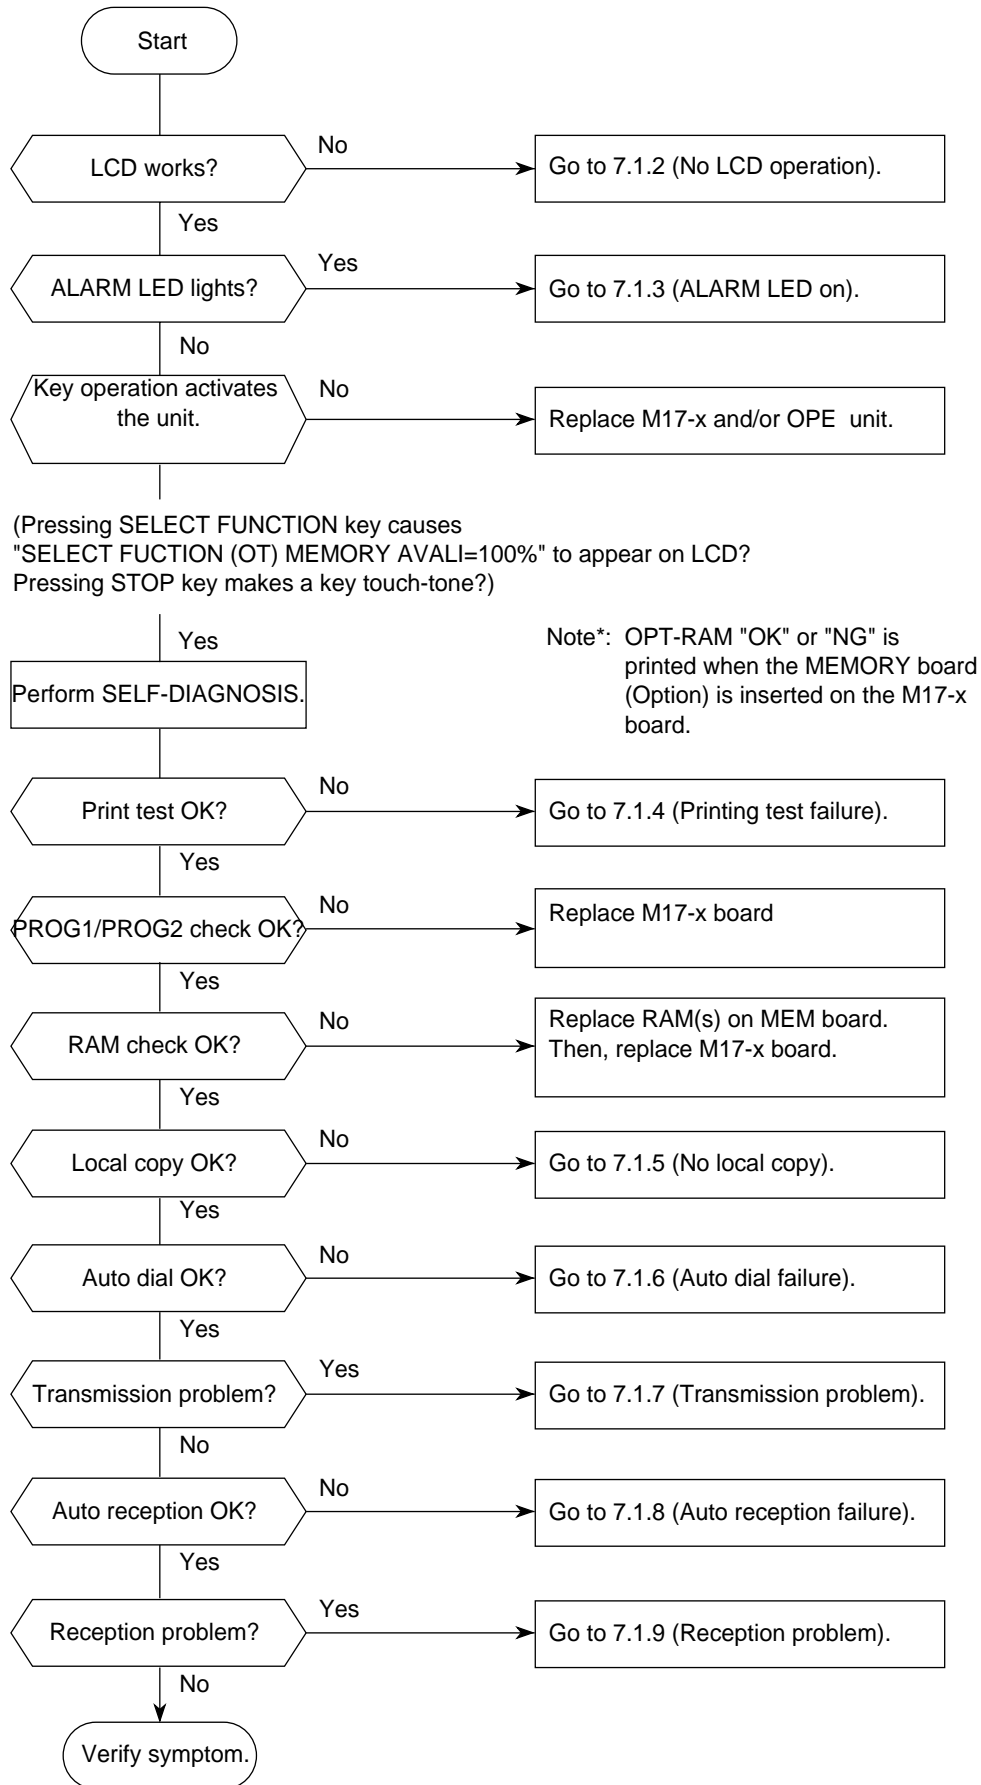 Start
LCD works?
No
Go to 7.1.2 (No LCD operation).
Yes
ALARM LED lights?
Yes
Go to 7.1.3 (ALARM LED on).
No
Key operation activates
the unit.
No
Replace M17-x and/or OPE  unit.
(Pressing SELECT FUNCTION key causes
"SELECT FUCTION (OT) MEMORY AVALI=100%" to appear on LCD?
Pressing STOP key makes a key touch-tone?)
Yes
Note*: OPT-RAM "OK" or "NG" is
printed when the MEMORY board
(Option) is inserted on the M17-x
board.
Perform SELF-DIAGNOSIS.
Print test OK?
No
Go to 7.1.4 (Printing test failure).
Yes
PROG1/PROG2 check OK?
No
Replace M17-x board
Yes
RAM check OK?
No
Replace RAM(s) on MEM board.
Then, replace M17-x board.
Yes
Local copy OK?
No
Go to 7.1.5 (No local copy).
Yes
Auto dial OK?
No
Go to 7.1.6 (Auto dial failure).
Yes
Transmission problem?
Yes
Go to 7.1.7 (Transmission problem).
No
Auto reception OK?
No
Go to 7.1.8 (Auto reception failure).
Yes
Reception problem?
Yes
Go to 7.1.9 (Reception problem).
No
Verify symptom.